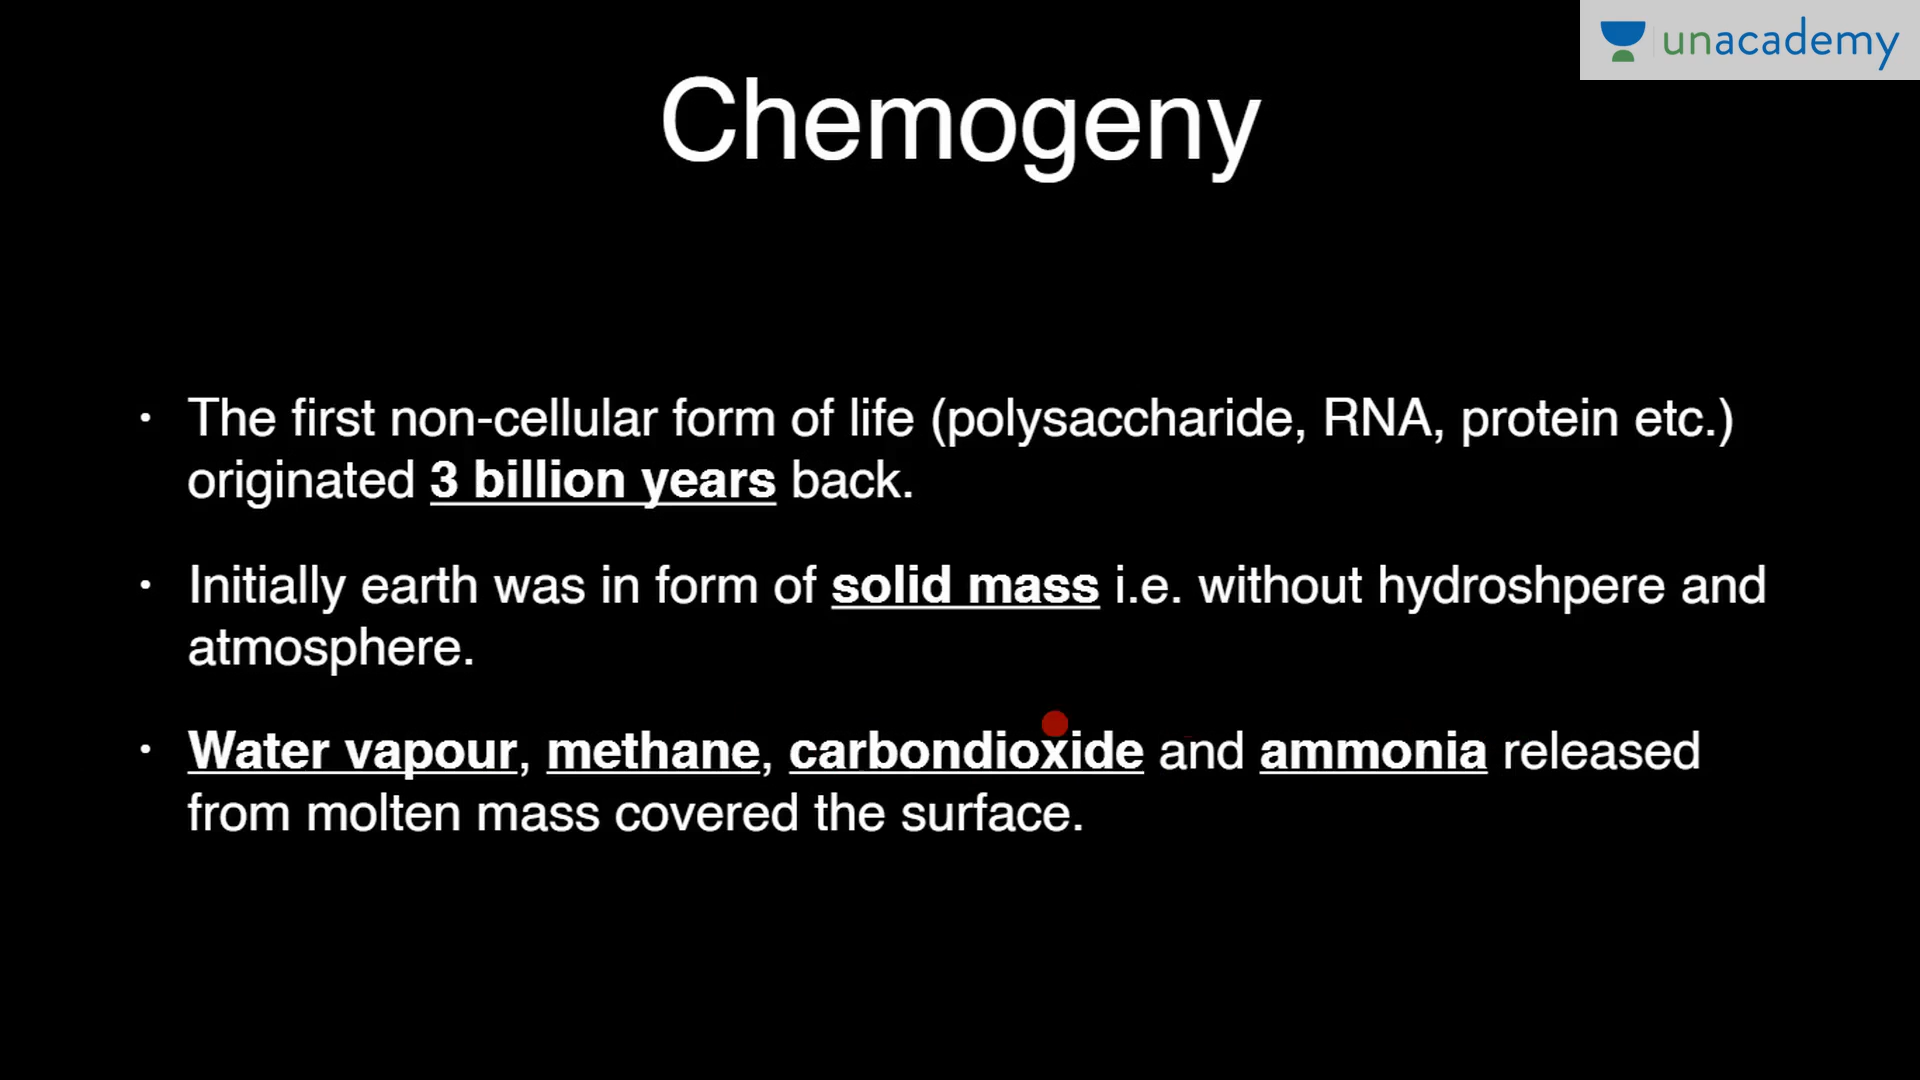 unacademy
Chemogeny
• The first non-cellular form of life (polysaccharide, RNA, protein etc.)
originated 3 billion years back.
• Initially earth was in form of solid mass i.e. without hydroshpere and
atmosphere.
• Water vapour, methane, carbondioxide and ammonia released
from molten mass covered the surface.